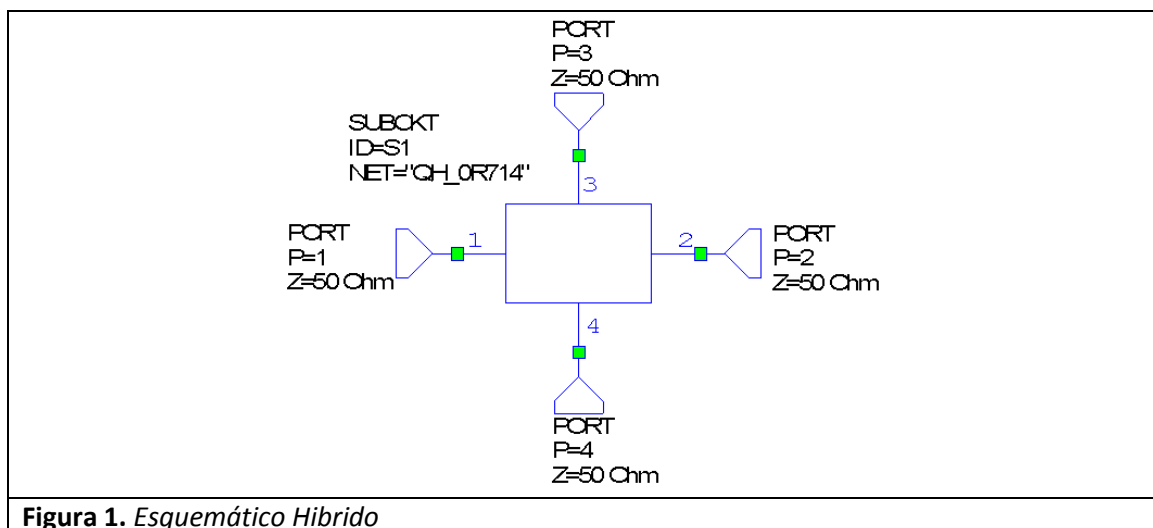 PORT
P=3
Z=50 Ohm
SUBCKT
ID=S1
NET="QH_0R714"
3
PORT
P=1
Z=50 Ohm
1
2
PORT
P=2
Z=50 Ohm
4
PORT
P=4
Z=50 Ohm
Figura 1. Esquemático Hibrido